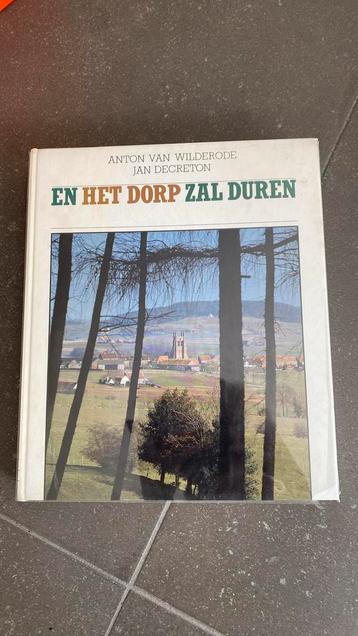 ANTON VAN WILDERODE
JAN DECRETON
EN HET DORP ZAL DUREN